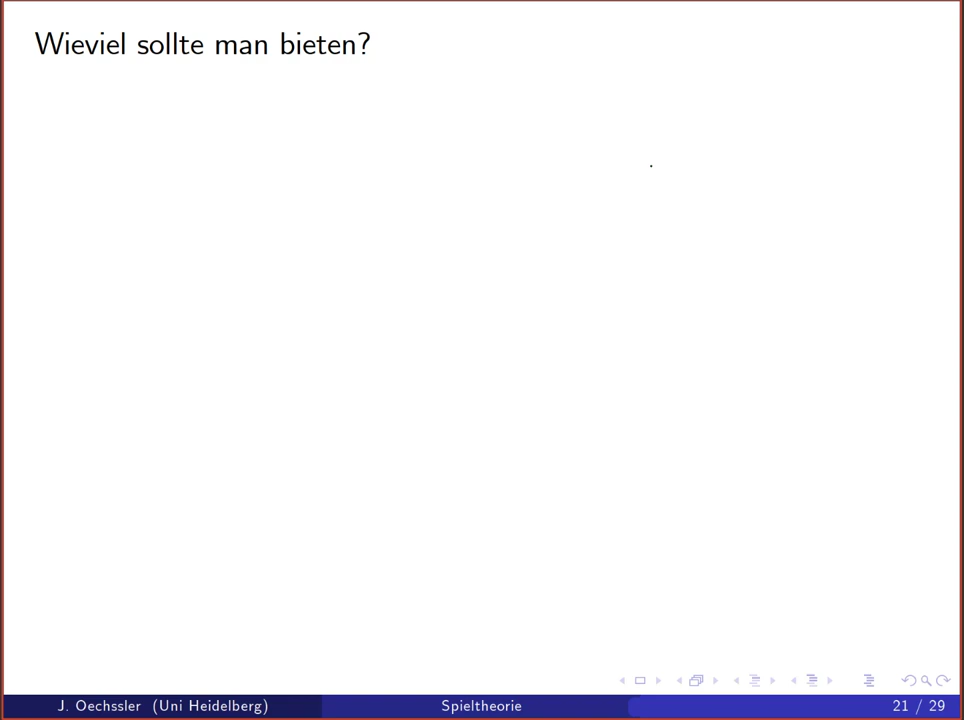 Wieviel sollte man bieten?
J. Oechssler (Uni Heidelberg) Spieltheorie 21 / 29